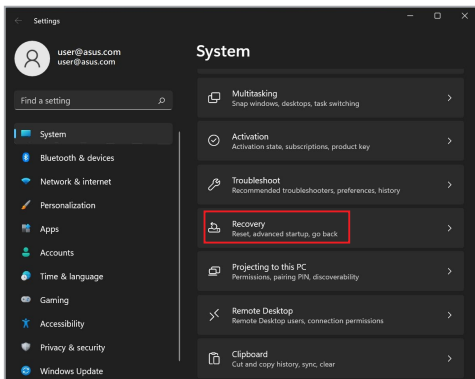 Settings
user@asus.com
user@asus.com
Find a setting
System
Bluetooth & devices
Network & internet
Personalization
Apps
Accounts
Time & language
Gaming
Accessibility
Privacy & security
Windows Update
System
Multitasking
Snap windows, desktops, task switching
Activation
Activation state, subscriptions, product key
Troubleshoot
Recommended troubleshooters, preferences, history
Recovery
Reset, advanced startup, go back
Projecting to this PC
Permissions, pairing PIN, discoverability
Remote Desktop
Remote Desktop users, connection permissions
Clipboard
Cut and copy history, sync, clear